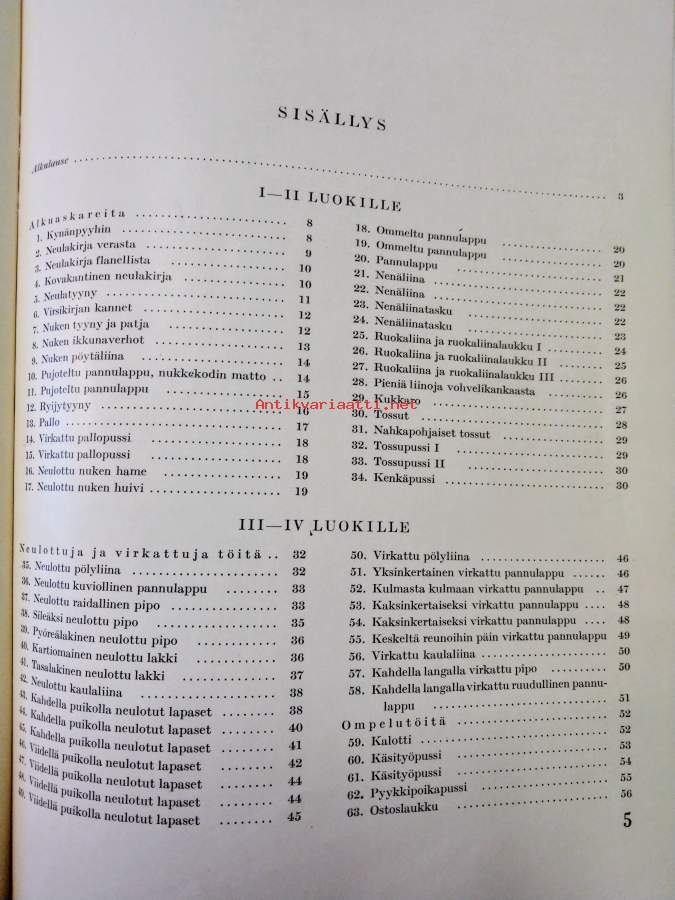 SISÄLLYS
Alkulause . . . . . 3
I—II LUOKILLE
Alkuaskareita . . . . . 8
1. Kynänpyyhin . . . . . 8
2. Neulakirja verasta . . . . . 9
3. Neulakirja flanellista . . . . . 10
4. Kovakantinen neulakirja . . . . . 10
5. Neulatyyny . . . . . 11
6. Virsikirjan kannet . . . . . 12
7. Nuken tyyny ja patja . . . . . 12
8. Nuken ikkunaverhot . . . . . 13
9. Nuken pöytäliina . . . . . 14
10. Pujoteltu pannulappu, nukkekodin matto . . 14
11. Pujoteltu pannulappu . . . . . 15
12. Ryijytyyny . . . . . 16
13. Pallo . . . . . 17
14. Virkattu pallopussi . . . . . 18
15. Virkattu pallopussi . . . . . 18
16. Neulottu nuken hame . . . . . 19
17. Neulottu nuken huivi . . . . . 19
18. Ommeltu pannulappu . . . . . 20
19. Ommeltu pannulappu . . . . . 20
20. Pannulappu . . . . . 21
21. Nenäliina . . . . . 22
22. Nenäliina . . . . . 22
23. Nenäliinatasku . . . . . 22
24. Nenäliinatasku . . . . . 23
25. Ruokaliina ja ruokaliinalaukku I . . . . . 24
26. Ruokaliina ja ruokaliinalaukku II . . . . . 25
27. Ruokaliina ja ruokaliinalaukku III . . . . . 26
28. Pieniä liinoja vohvelikankaasta . . . . . 26
29. Kukkaro . . . . . 27
30. Tossut . . . . . 28
31. Nahkapohjaiset tossut . . . . . 29
32. Tossupussi I . . . . . 29
33. Tossupussi II . . . . . 30
34. Kenkäpussi . . . . . 30
Antikvariaatti.net
III—IV LUOKILLE
Neulottuja ja virkattuja töitä . . 32
35. Neulottu pölyliina . . . . . 32
36. Neulottu kuviollinen pannulappu . . . . . 33
37. Neulottu raidallinen pipo . . . . . 33
38. Sileäksi neulottu pipo . . . . . 35
39. Pyöreälakinen neulottu pipo . . . . . 36
40. Kartiomainen neulottu lakki . . . . . 36
41. Tasalakinen neulottu lakki . . . . . 37
42. Neulottu kaulaliina . . . . . 38
43. Kahdella puikolla neulotut lapaset . . . . . 38
44. Kahdella puikolla neulotut lapaset . . . . . 40
45. Kahdella puikolla neulotut lapaset . . . . . 41
46. Viidellä puikolla neulotut lapaset . . . . . 42
47. Viidellä puikolla neulotut lapaset . . . . . 44
48. Viidellä puikolla neulotut lapaset . . . . . 44
49. Viidellä puikolla neulotut lapaset . . . . . 45
50. Virkattu pölyliina . . . . . 46
51. Yksinkertainen virkattu pannulappu . . . . . 46
52. Kulmasta kulmaan virkattu pannulappu . . . . 47
53. Kaksinkertaiseksi virkattu pannulappu . . . . 48
54. Kaksinkertaiseksi virkattu pannulappu . . . . 48
55. Keskeltä reunoihin päin virkattu pannulappu 49
56. Virkattu kaulaliina . . . . . 50
57. Kahdella langalla virkattu pipo . . . . . 50
58. Kahdella langalla virkattu ruudullinen pannu-
lappu . . . . . 51
Ompelutöitä . . . . . 52
59. Kalotti . . . . . 52
60. Käsityöpussi . . . . . 53
61. Käsityöpussi . . . . . 54
62. Pyykkipoikapussi . . . . . 55
63. Ostoslaukku . . . . . 56
5